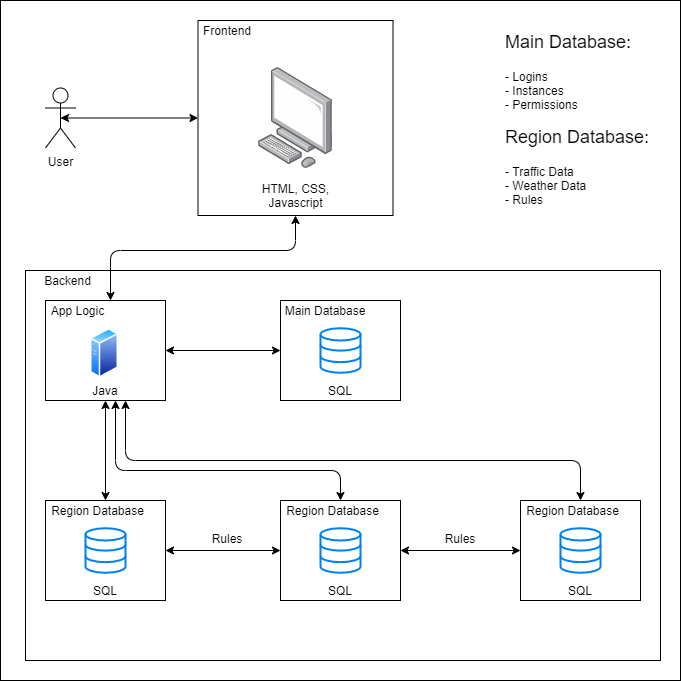 Frontend
User
HTML, CSS,
Javascript
Main Database:
- Logins
- Instances
- Permissions
Region Database:
- Traffic Data
- Weather Data
- Rules
Backend
App Logic
Java
Main Database
SQL
Region Database
SQL
Rules
Region Database
SQL
Rules
Region Database
SQL